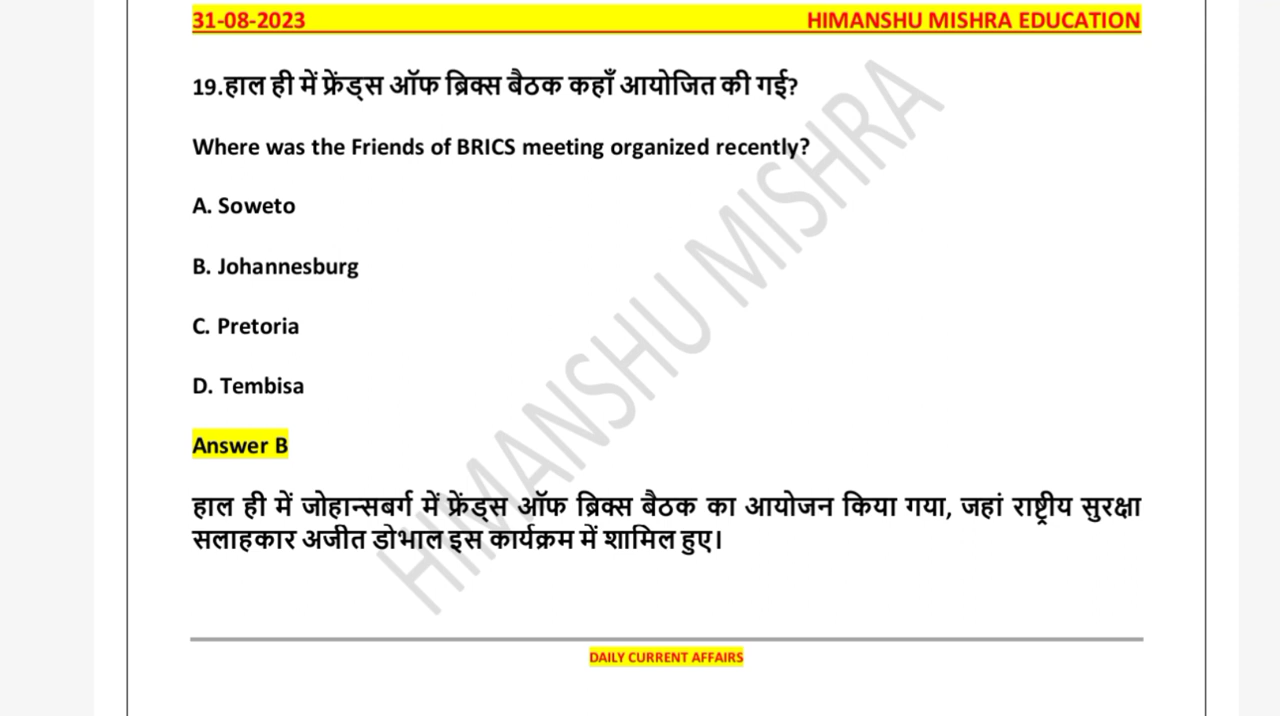 31-08-2023 HIMANSHU MISHRA EDUCATION
19.हाल ही में फ्रेंड्स ऑफ ब्रिक्स बैठक कहाँ आयोजित की गई?
Where was the Friends of BRICS meeting organized recently?
A. Soweto
B. Johannesburg
C. Pretoria
D. Tembisa
Answer B
हाल ही में जोहान्सबर्ग में फ्रेंड्स ऑफ ब्रिक्स बैठक का आयोजन किया गया, जहां राष्ट्रीय सुरक्षा
सलाहकार अजीत डोभाल इस कार्यक्रम में शामिल हुए।
HIMANSHU MISHRA
DAILY CURRENT AFFAIRS